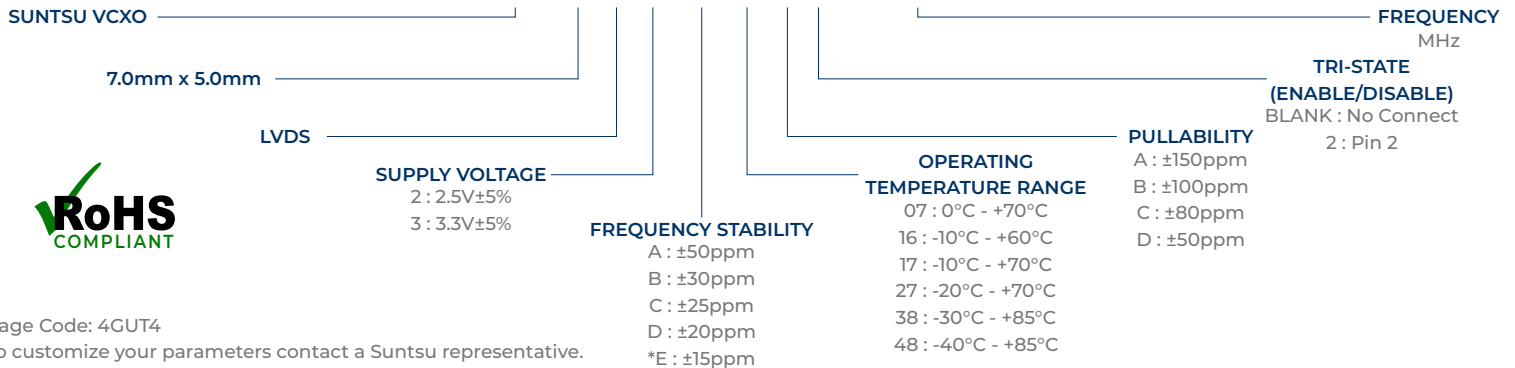 SUNTSU VCXO
7.0mm x 5.0mm
LVDS
SUPPLY VOLTAGE
2 : 2.5V±5%
3 : 3.3V±5%
FREQUENCY STABILITY
A : ±50ppm
B : ±30ppm
C : ±25ppm
D : ±20ppm
*E : ±15ppm
OPERATING
TEMPERATURE RANGE
07 : 0°C - +70°C
16 : -10°C - +60°C
17 : -10°C - +70°C
27 : -20°C - +70°C
38 : -30°C - +85°C
48 : -40°C - +85°C
PULLABILITY
A : ±150ppm
B : ±100ppm
C : ±80ppm
D : ±50ppm
TRI-STATE
(ENABLE/DISABLE)
BLANK : No Connect
2 : Pin 2
FREQUENCY
MHz
RoHS
COMPLIANT
Code: 4GUT4
customize your parameters contact a Suntsu representative.